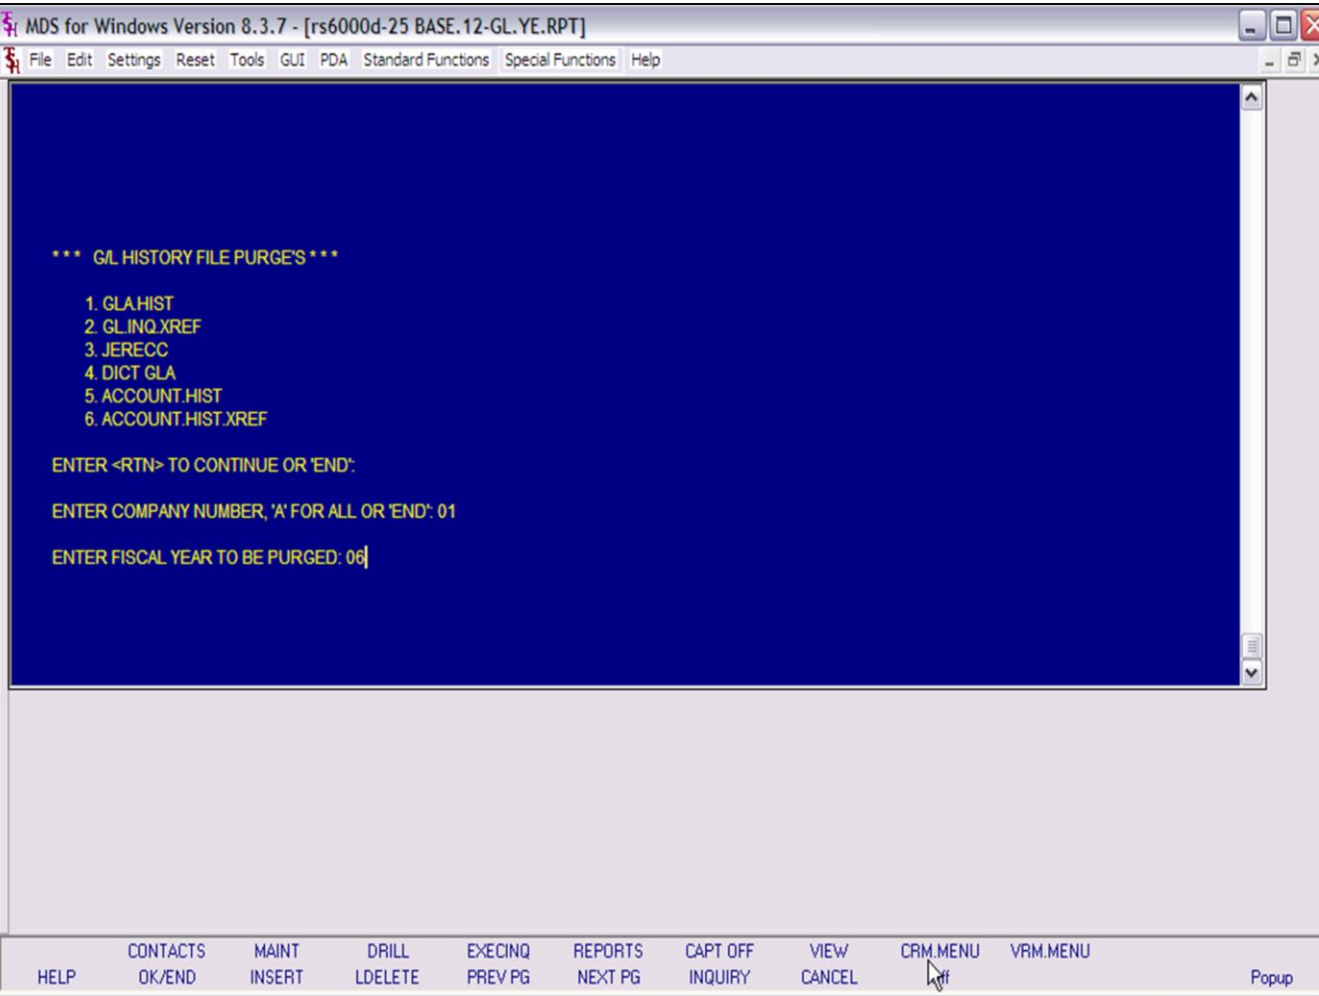 MDS for Windows Version 8.3.7 - [rs6000d-25 BASE.12-GL.YE.RPT]
File Edit Settings Reset Tools GUI PDA Standard Functions Special Functions Help
* * * G/L HISTORY FILE PURGE'S * * *
1. GLA.HIST
2. GL.INQ.XREF
3. JERECC
4. DICT GLA
5. ACCOUNT.HIST
6. ACCOUNT.HIST.XREF
ENTER <RTN> TO CONTINUE OR 'END':
ENTER COMPANY NUMBER, 'A' FOR ALL OR 'END': 01
ENTER FISCAL YEAR TO BE PURGED: 06
CONTACTS MAINT DRILL EXECINQ REPORTS CAPT OFF VIEW CRM.MENU VRM.MENU
HELP OK/END INSERT LDELETE PREV PG NEXT PG INQUIRY CANCEL Popup